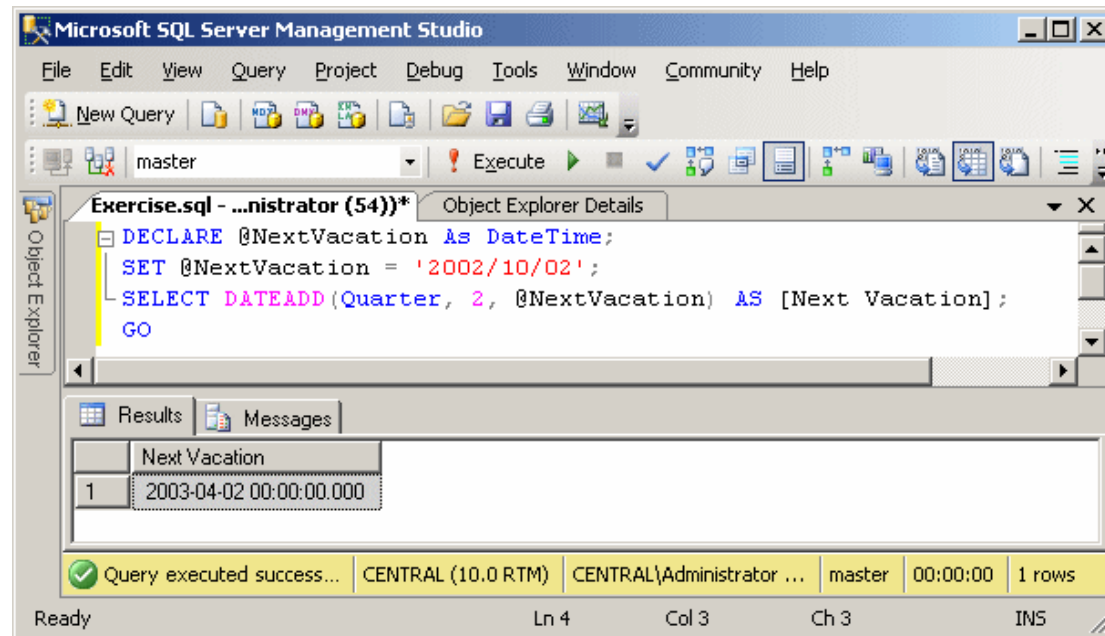 Microsoft SQL Server Management Studio
File Edit View Query Project Debug Tools Window Community Help
New Query
master Execute
Exercise.sql - ...nistrator (54))* Object Explorer Details
Object Explorer
DECLARE @NextVacation As DateTime;
SET @NextVacation = '2002/10/02';
SELECT DATEADD(Quarter, 2, @NextVacation) AS [Next Vacation];
GO
Results Messages
Next Vacation
1 2003-04-02 00:00:00.000
Query executed success... CENTRAL (10.0 RTM) CENTRAL\Administrator ... master 00:00:00 1 rows
Ready Ln 4 Col 3 Ch 3 INS